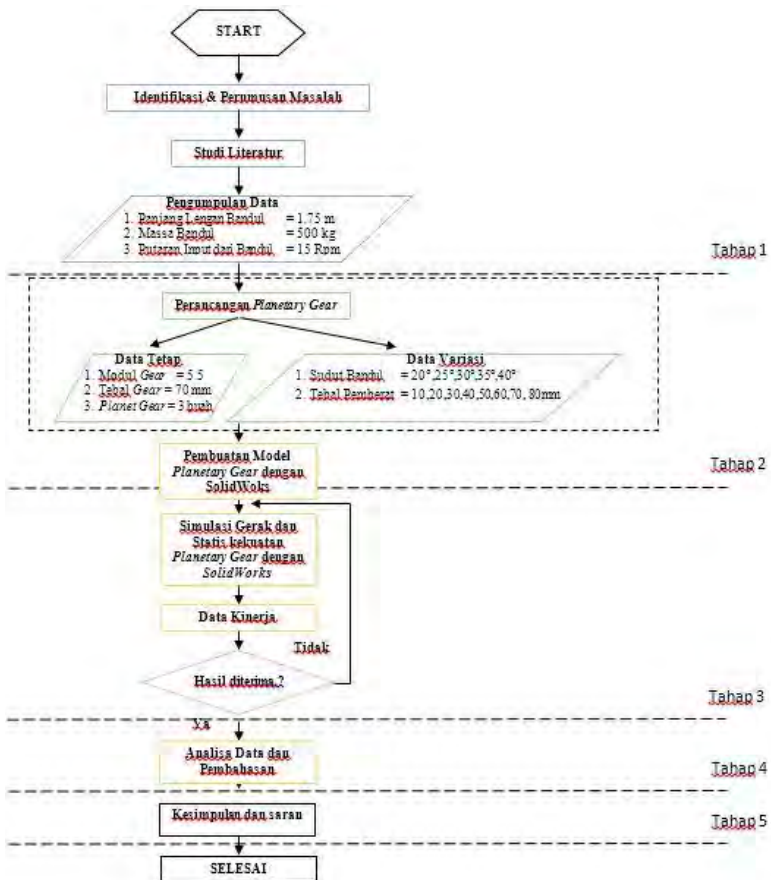 START
Identifikasi & Perumusan Masalah
Studi Literatur
Pengumpulan Data
1. Panjang Lengan Bandul = 1.75 m
2. Massa Bandul = 500 kg
3. Putaran Input dari Bandul = 15 Rpm
Tahap 1
Perancangan Planetary Gear
Data Tetap
1. Modul Gear = 5.5
2. Tebal Gear = 70 mm
3. Planet Gear = 3 buah
Data Variasi
1. Sudut Bandul = 20°,25°,30°,35°,40°
2. Tebal Pemberat = 10,20,30,40,50,60,70, 80mm
Pembuatan Model
Planetary Gear dengan
SolidWoks
Tahap 2
Simulasi Gerak dan
Statis kekuatan
Planetary Gear dengan
SolidWorks
Data Kinerja
Tidak
Hasil diterima.?
Tahap 3
Ya
Analisa Data dan
Pembahasan
Tahap 4
Kesimpulan dan saran
Tahap 5
SELESAI